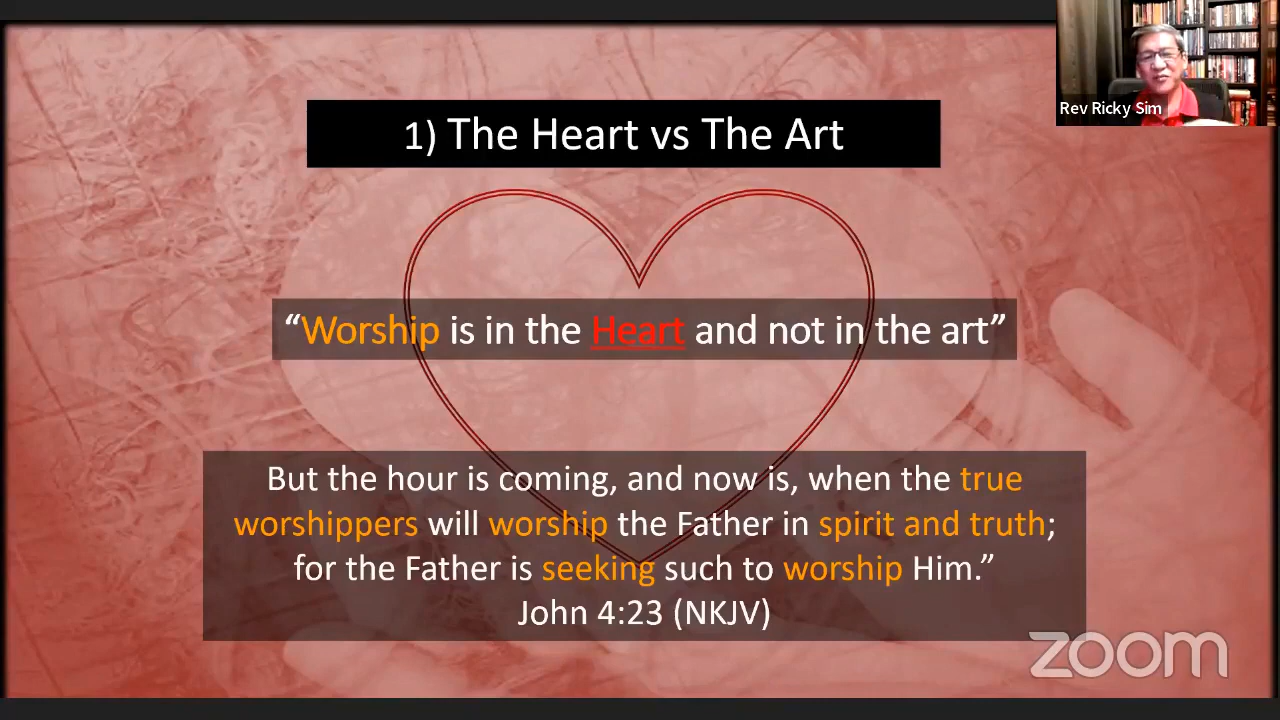 Rev Ricky Sim
1) The Heart vs The Art
“Worship is in the Heart and not in the art”
But the hour is coming, and now is, when the true
worshippers will worship the Father in spirit and truth;
for the Father is seeking such to worship Him.”
John 4:23 (NKJV)
zoom